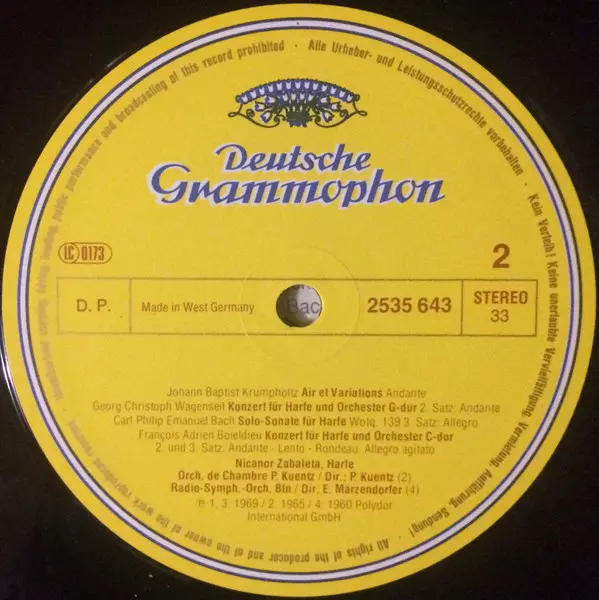 Deutsche
Grammophon
LC 0173
2
D. P.
Made in West Germany
Bac
2535 643
STEREO
33
Johann Baptist Krumpholtz Air et Variations Andante
Georg Christoph Wagenseil Konzert für Harfe und Orchester G-dur 2. Satz: Andante
Carl Philip Emanuel Bach Solo-Sonate für Harfe Wotq. 139 3. Satz: Allegro
François Adrien Boieldieu Konzert für Harfe und Orchester C-dur
2. und 3. Satz: Andante - Lento - Rondeau. Allegro agitato
Nicanor Zabaleta, Harfe
Orch. de Chambre P. Kuentz / Dir.: P. Kuentz (2)
Radio-Symph.-Orch. Bln / Dir. E. Märzendorfer (4)
℗ 1. 3. 1969 / 2. 1965 / 4. 1960 Polydor
International GmbH
Alle Urheber- und Leistungsschutzrechte vorbehalten · Kein Verleih! Keine unerlaubte Vervielfältigung, Vermietung, Aufführung, Sendung! · All rights of the producer and of the owner of the work reproduced reserved. Unauthorized copying, hiring, lending, public performance and broadcasting of this record prohibited ·